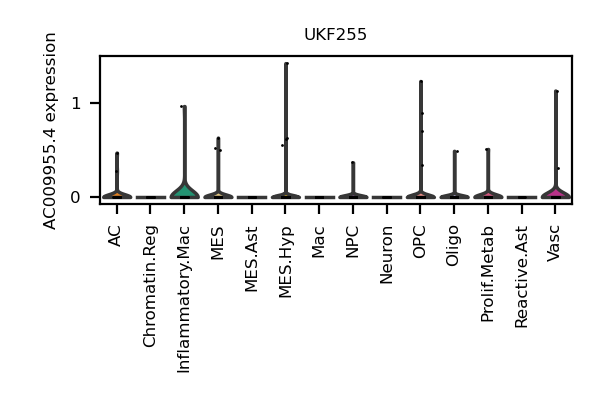 UKF255
AC009955.4 expression
1
0
AC
Chromatin.Reg
Inflammatory.Mac
MES
MES.Ast
MES.Hyp
Mac
NPC
Neuron
OPC
Oligo
Prolif.Metab
Reactive.Ast
Vasc